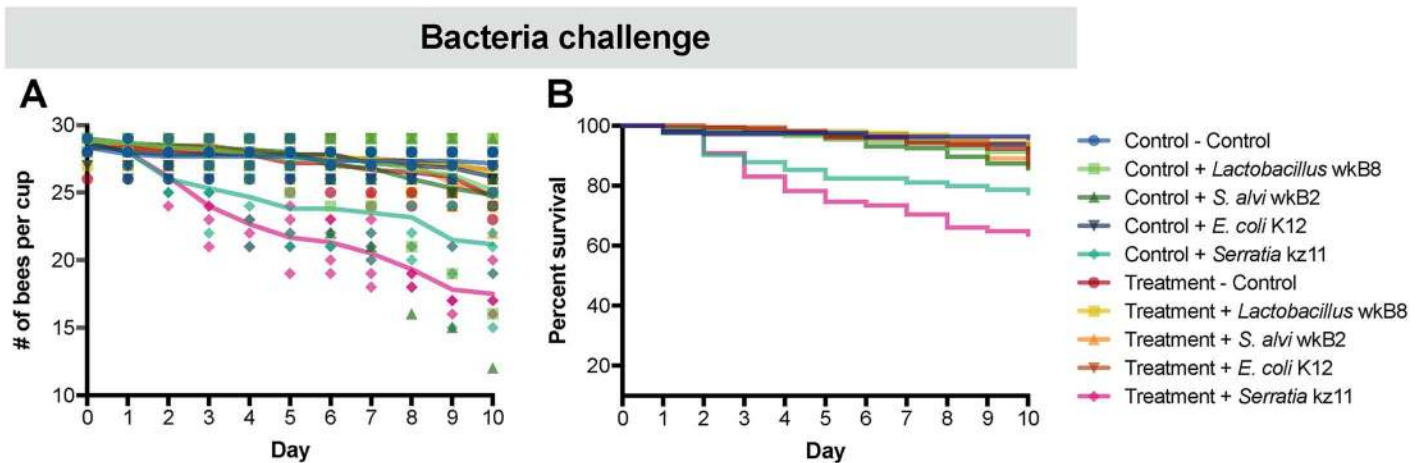 Bacteria challenge
A
# of bees per cup
30
25
20
15
10
0 1 2 3 4 5 6 7 8 9 10
Day
B
Percent survival
100
80
60
40
20
0 1 2 3 4 5 6 7 8 9 10
Day
Control - Control
Control + Lactobacillus wkB8
Control + S. alvi wkB2
Control + E. coli K12
Control + Serratia kz11
Treatment - Control
Treatment + Lactobacillus wkB8
Treatment + S. alvi wkB2
Treatment + E. coli K12
Treatment + Serratia kz11